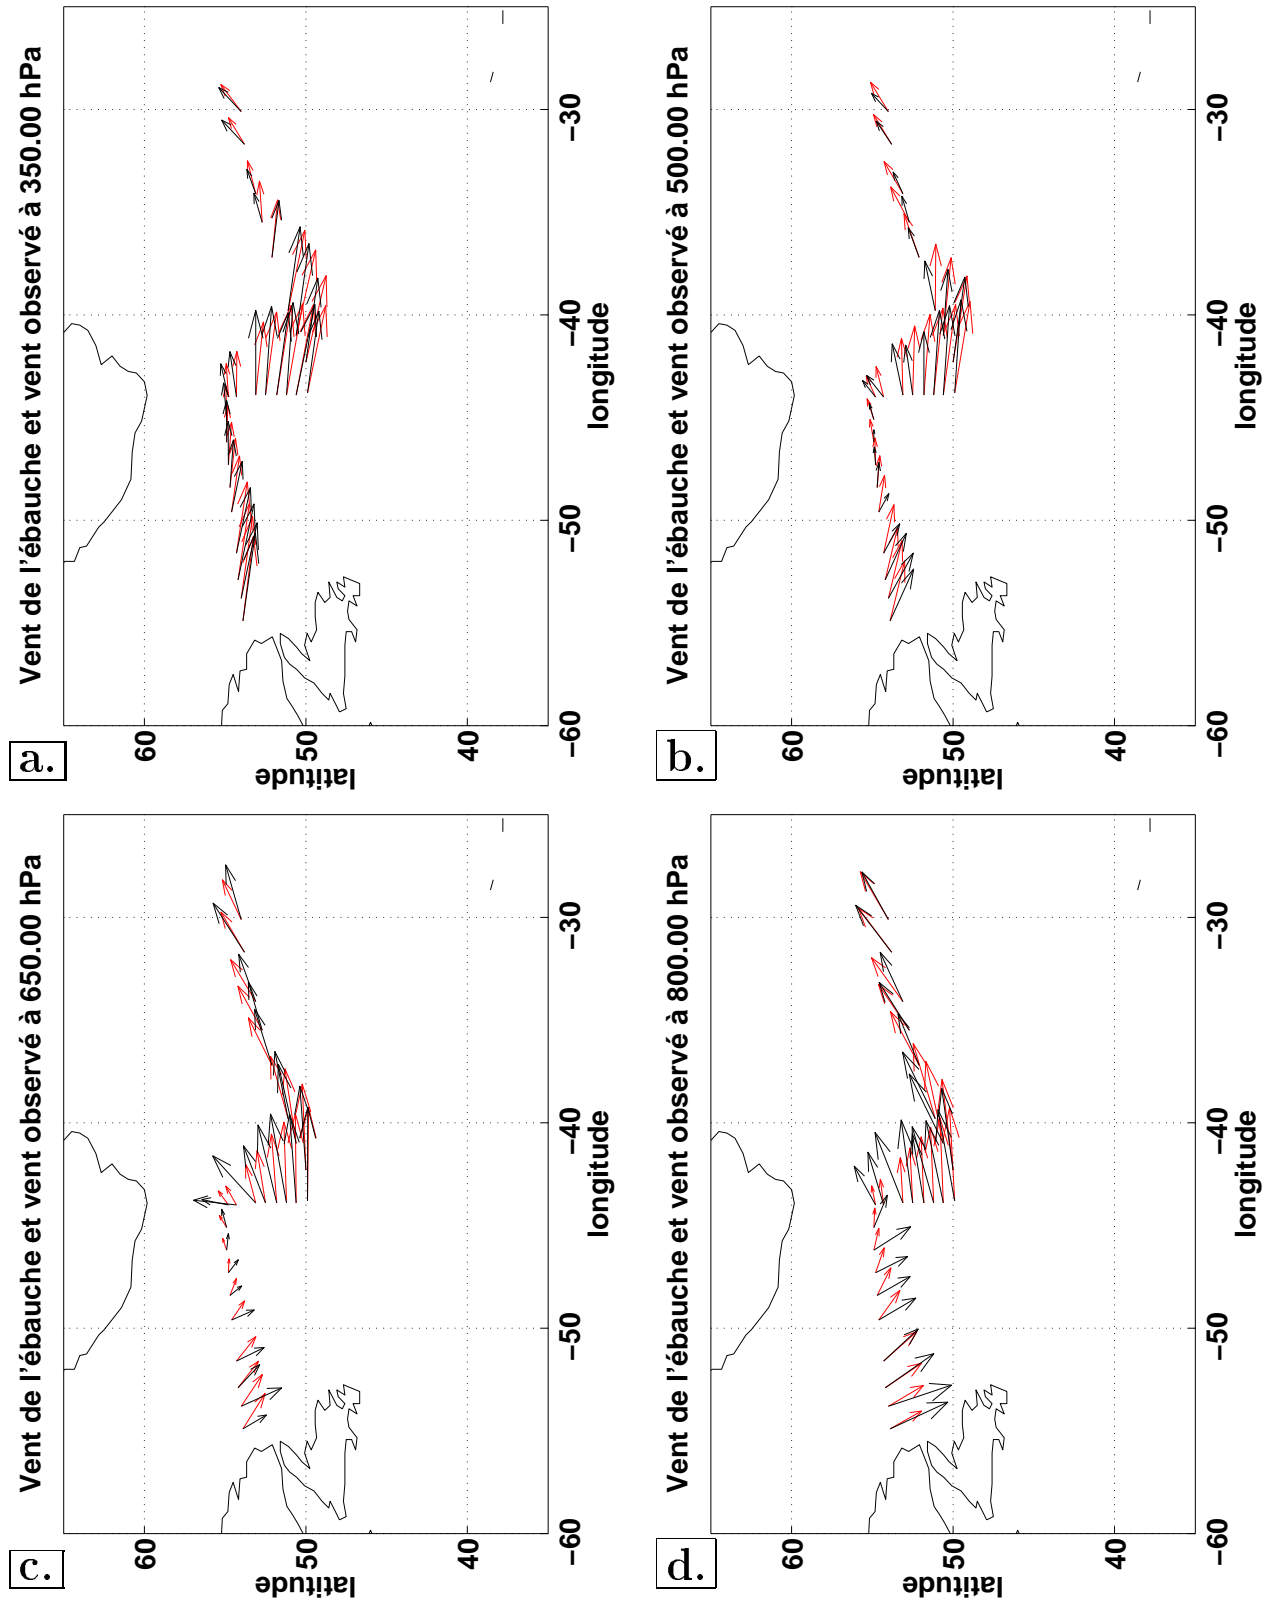 a.
Vent de l'ébauche et vent observé à 350.00 hPa
60
50
40
latitude
−60
−50
−40
−30
longitude
b.
Vent de l'ébauche et vent observé à 500.00 hPa
60
50
40
latitude
−60
−50
−40
−30
longitude
c.
Vent de l'ébauche et vent observé à 650.00 hPa
60
50
40
latitude
−60
−50
−40
−30
longitude
d.
Vent de l'ébauche et vent observé à 800.00 hPa
60
50
40
latitude
−60
−50
−40
−30
longitude